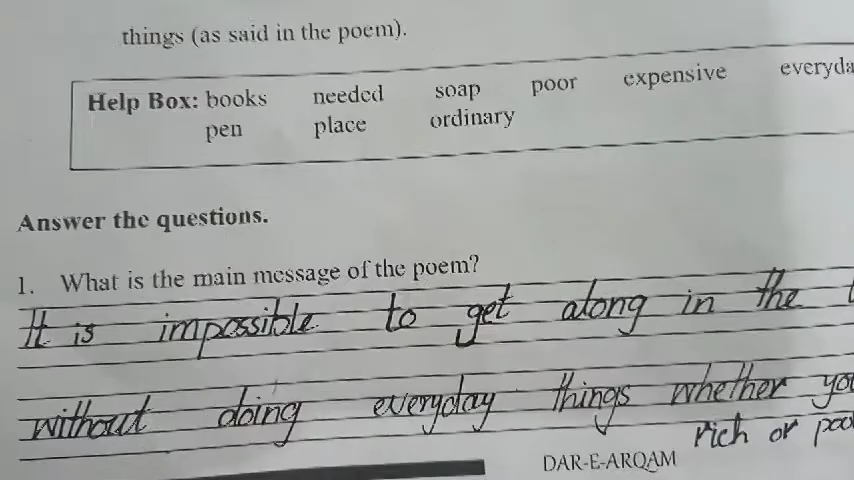 things (as said in the poem).
Help Box: books needed soap poor expensive
pen place ordinary
Answer the questions.
1. What is the main message of the poem?
It is impossible to get along in the
without doing everyday things whether
rich or
DAR-E-ARQAM